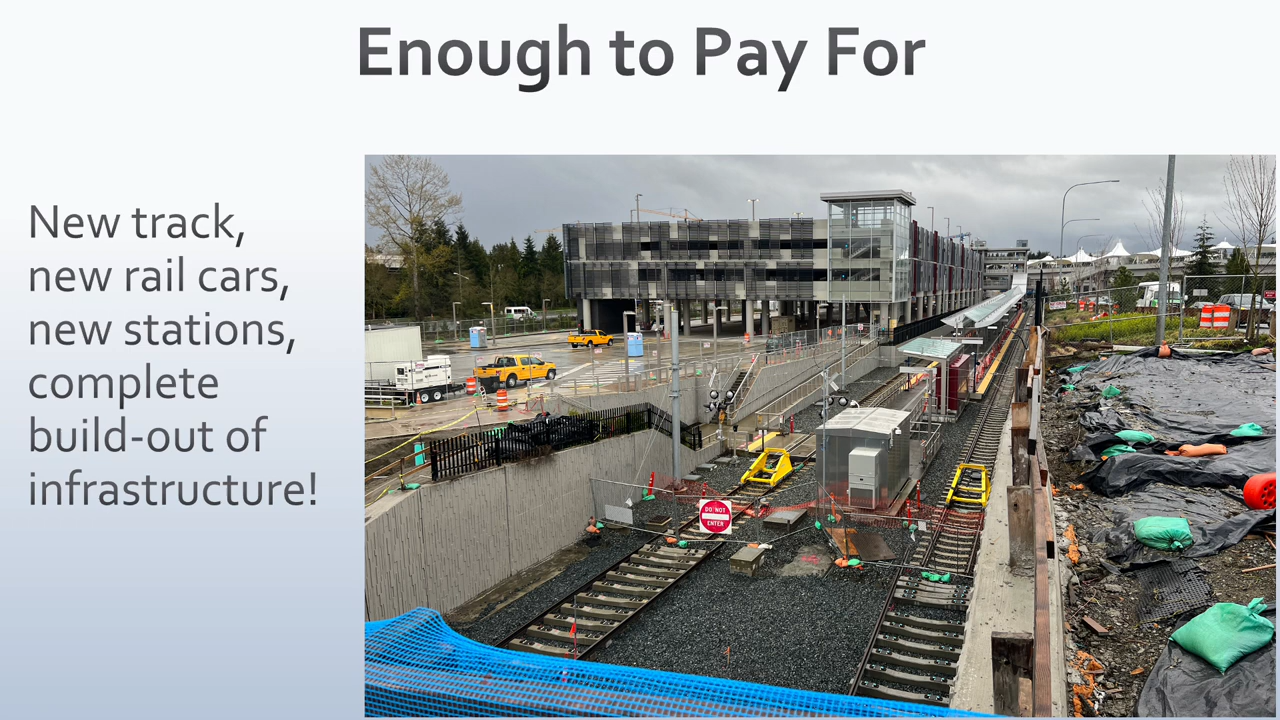 Enough to Pay For
New track,
new rail cars,
new stations,
complete
build-out of
infrastructure!
DO NOT
ENTER